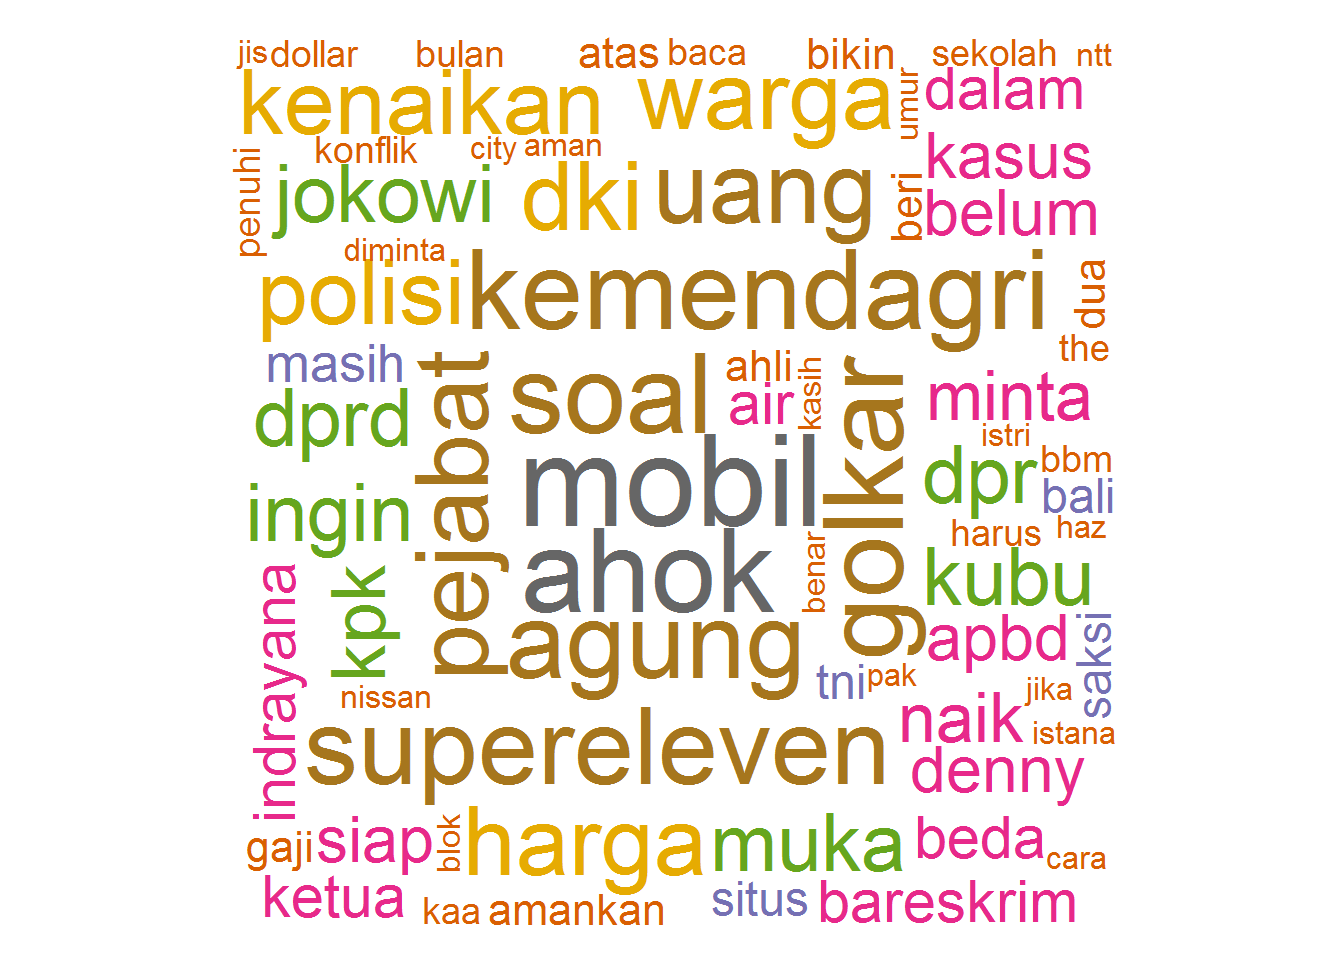 jis dollar bulan atas baca bikin sekolah ntt
kenaikan warga umur dalam
penuhi konflik city aman kasus
jokowi dki uang beri belum
diminta
polisi kemendagri dua
masih pejabat soal ahli kasih golkar the
dprd air minta
istri
mobil dpr bbm
ingin bali
harus haz
kpk ahok benar kubu
indrayana agung apbd saksi
nissan tni pak jika
supereleven naik istana
denny
gaji siap blok harga muka beda cara
ketua kaa amankan situs bareskrim